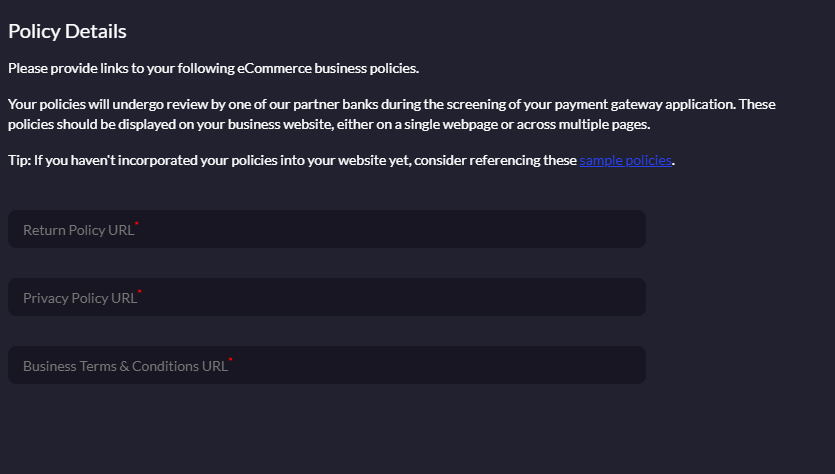 Policy Details
Please provide links to your following eCommerce business policies.
Your policies will undergo review by one of our partner banks during the screening of your payment gateway application. These
policies should be displayed on your business website, either on a single webpage or across multiple pages.
Tip: If you haven't incorporated your policies into your website yet, consider referencing these sample policies.
Return Policy URL*
Privacy Policy URL*
Business Terms & Conditions URL*